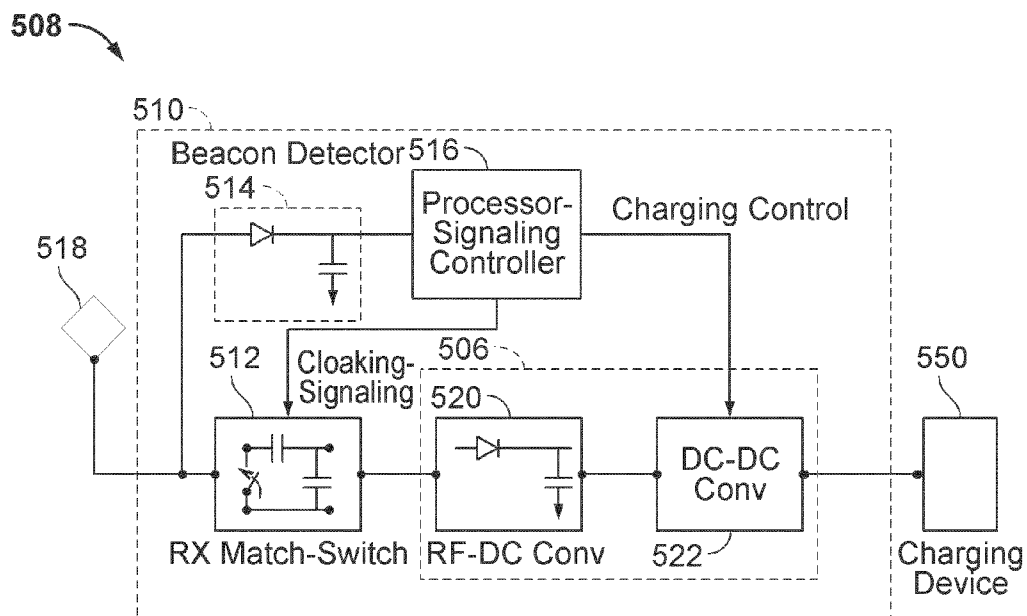 508
510
Beacon Detector
516
514
Processor-
Signaling
Controller
Charging Control
518
512
Cloaking-
Signaling
506
520
550
DC-DC
Conv
RX Match-Switch
RF-DC Conv
522
Charging
Device